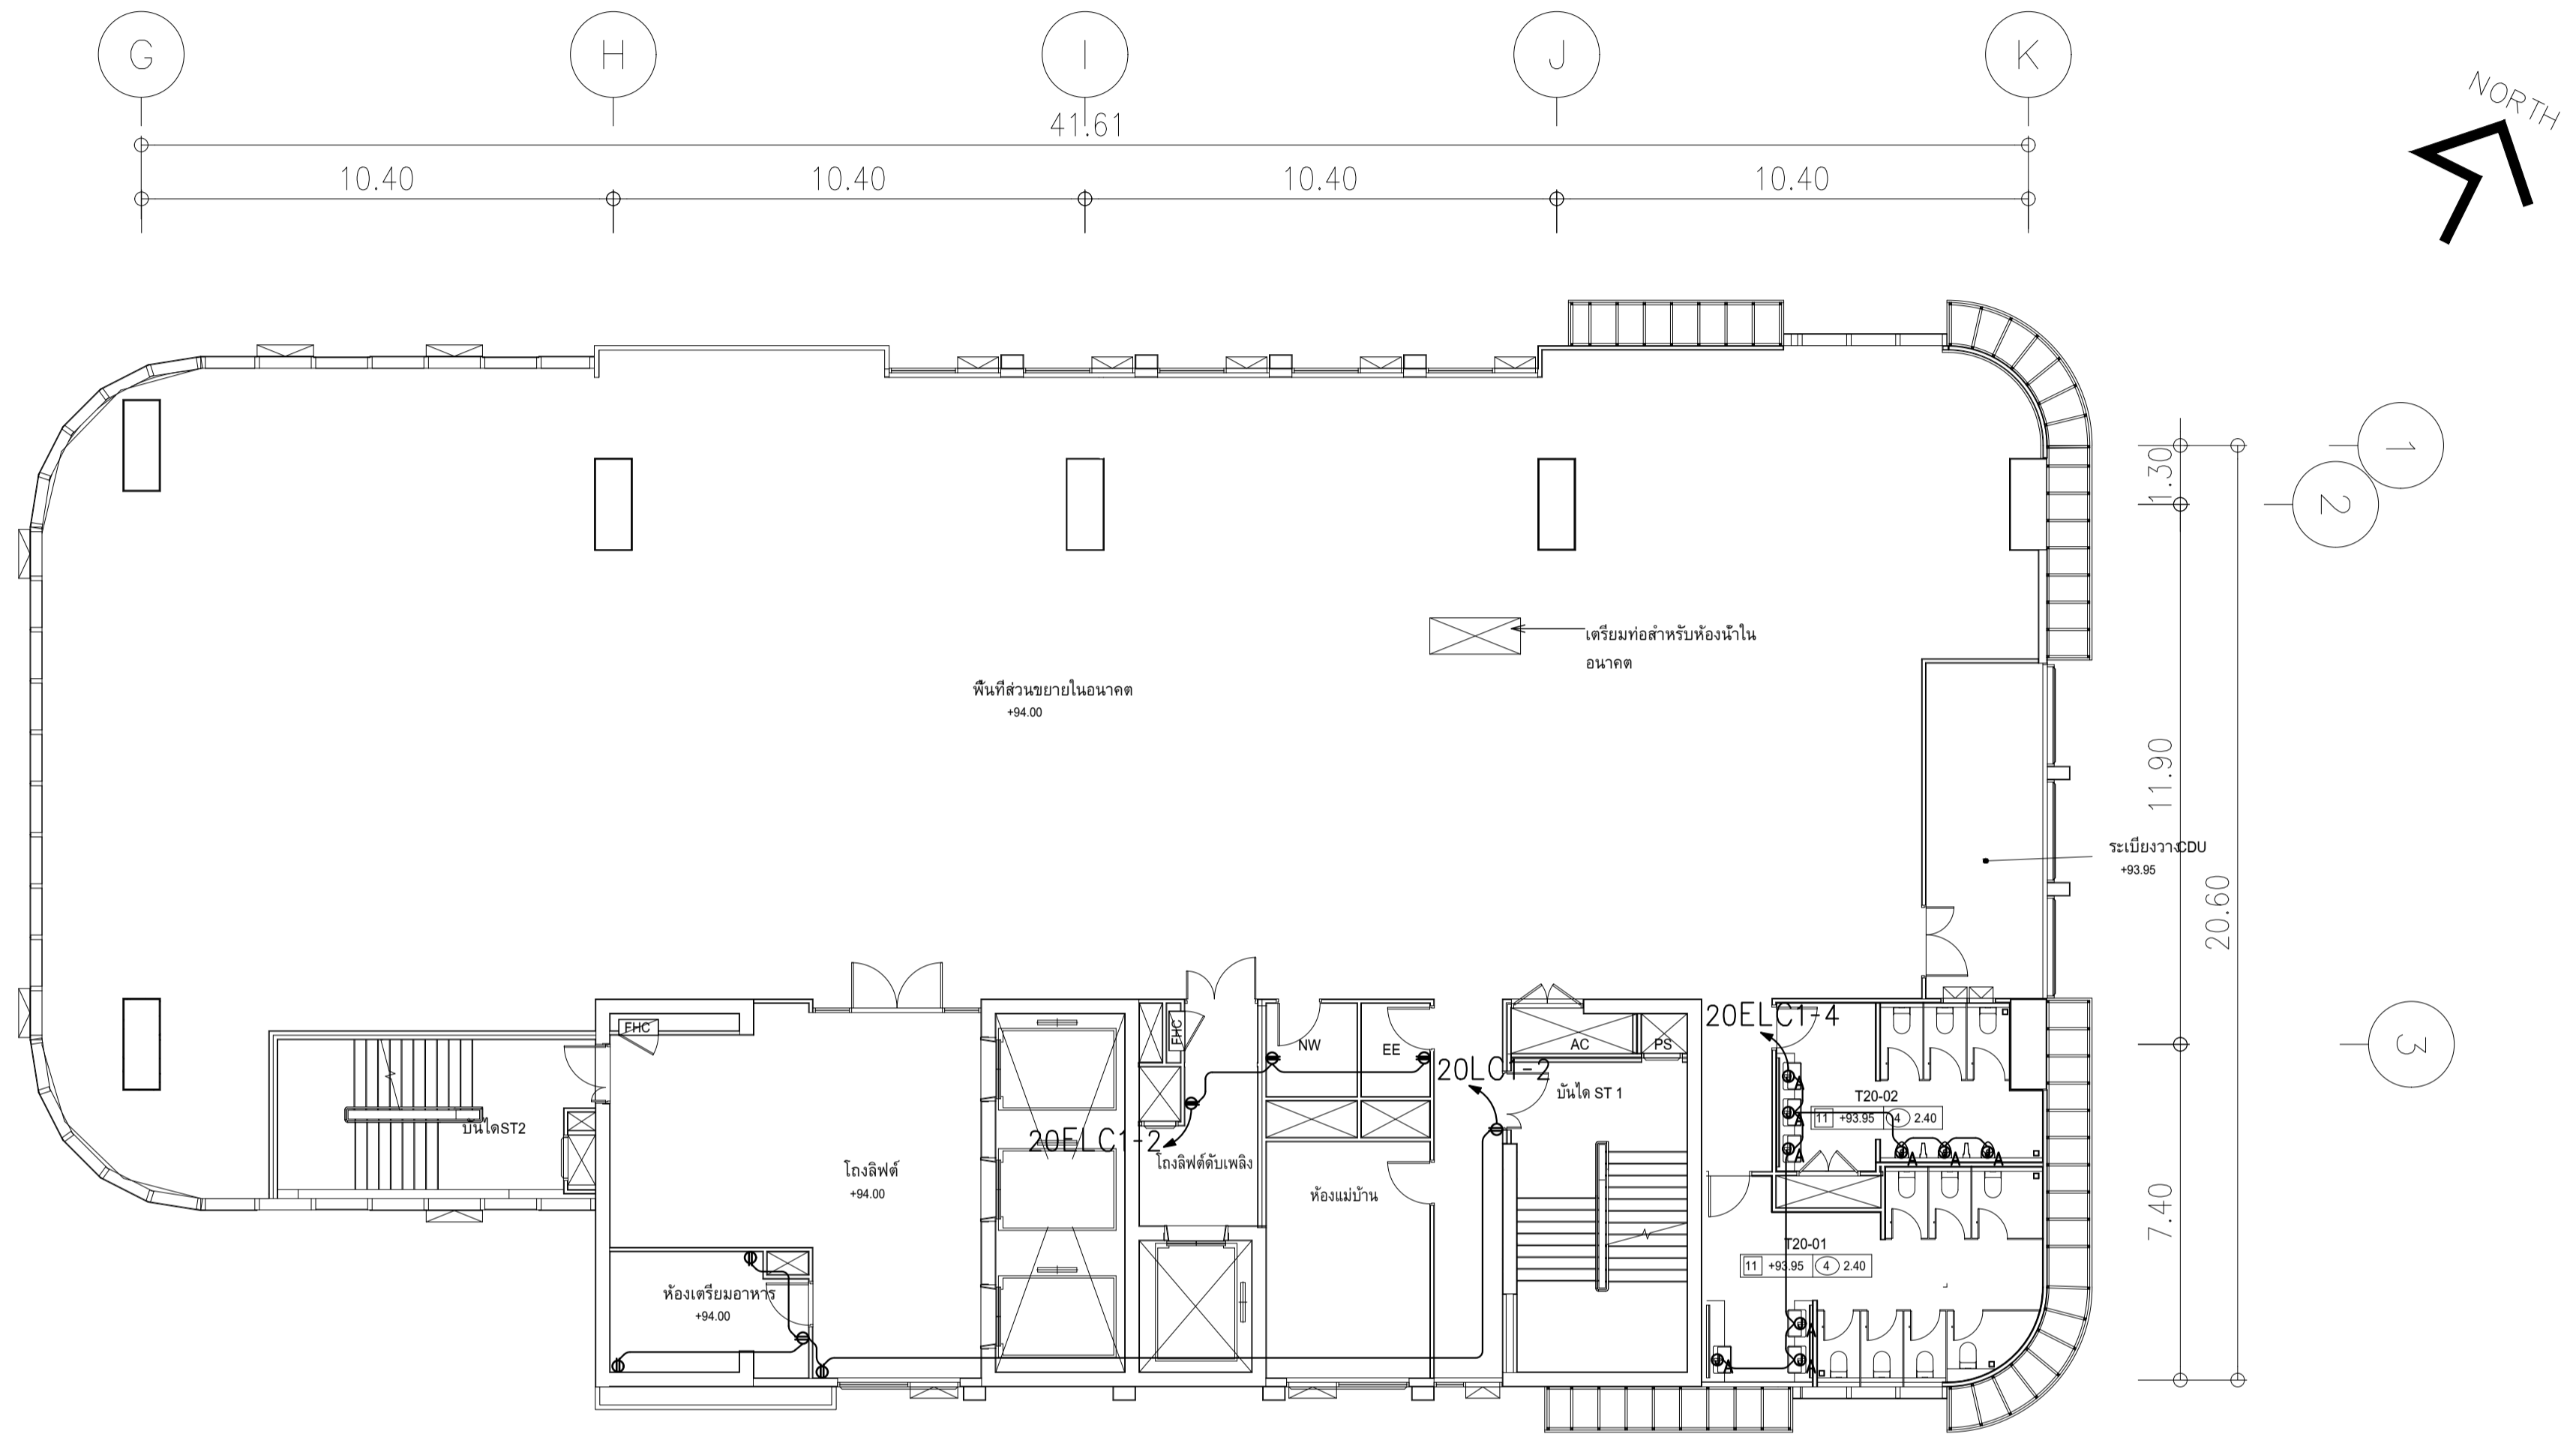 G
H
I
J
K
NORTH
41.61
10.40
10.40
10.40
10.40
1
2
1.30
เตรียมท่อสำหรับห้องน้ำใน
อนาคต
พื้นที่ส่วนขยายในอนาคต
+94.00
11.90
ระเบียงวางCDU
+93.95
20.60
FHC
FHC
NW
EE
AC
PS
20ELC1-4
3
20LC1-2
บันได ST 1
T20-02
11 +93.95 4 2.40
A
A
A
A
A
A
บันไดST2
20ELC1-2
โถงลิฟต์ดับเพลิง
โถงลิฟต์
+94.00
ห้องแม่บ้าน
7.40
T20-01
11 +93.95 4 2.40
ห้องเตรียมอาหาร
+94.00
A
A
A